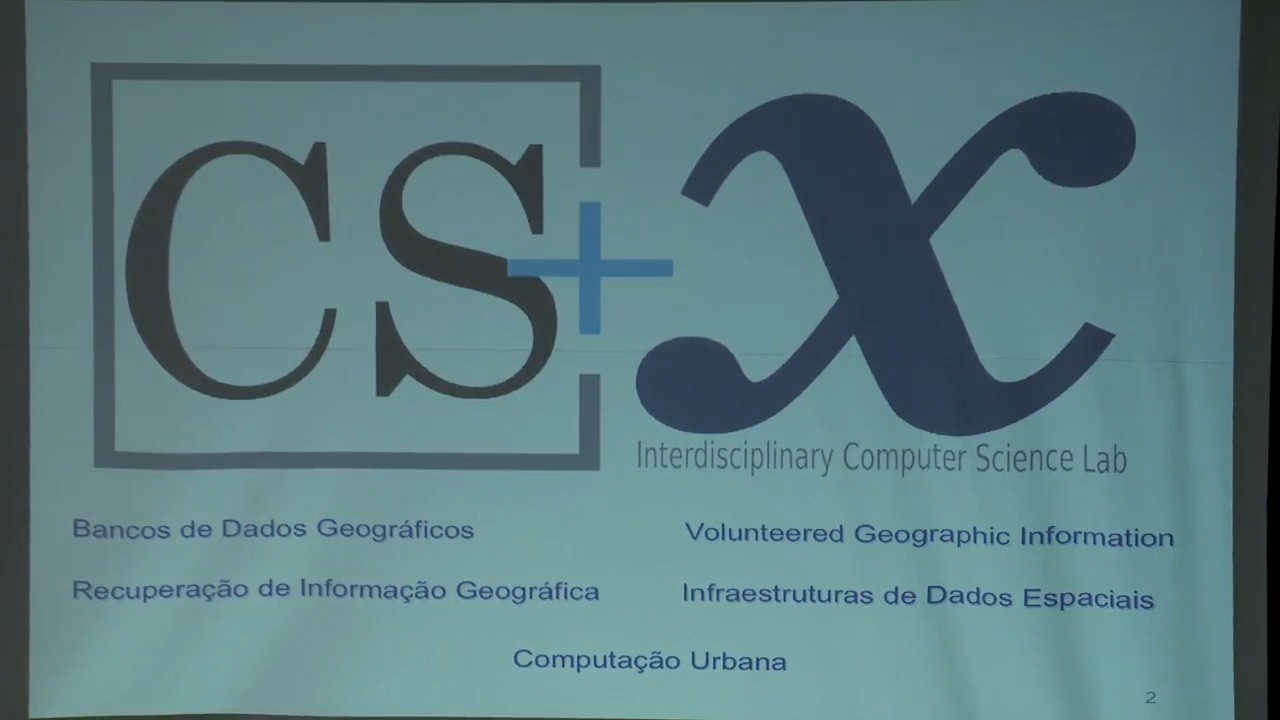 CS+x
Interdisciplinary Computer Science Lab
Bancos de Dados Geográficos
Volunteered Geographic Information
Recuperação de Informação Geográfica
Infraestruturas de Dados Espaciais
Computação Urbana
2